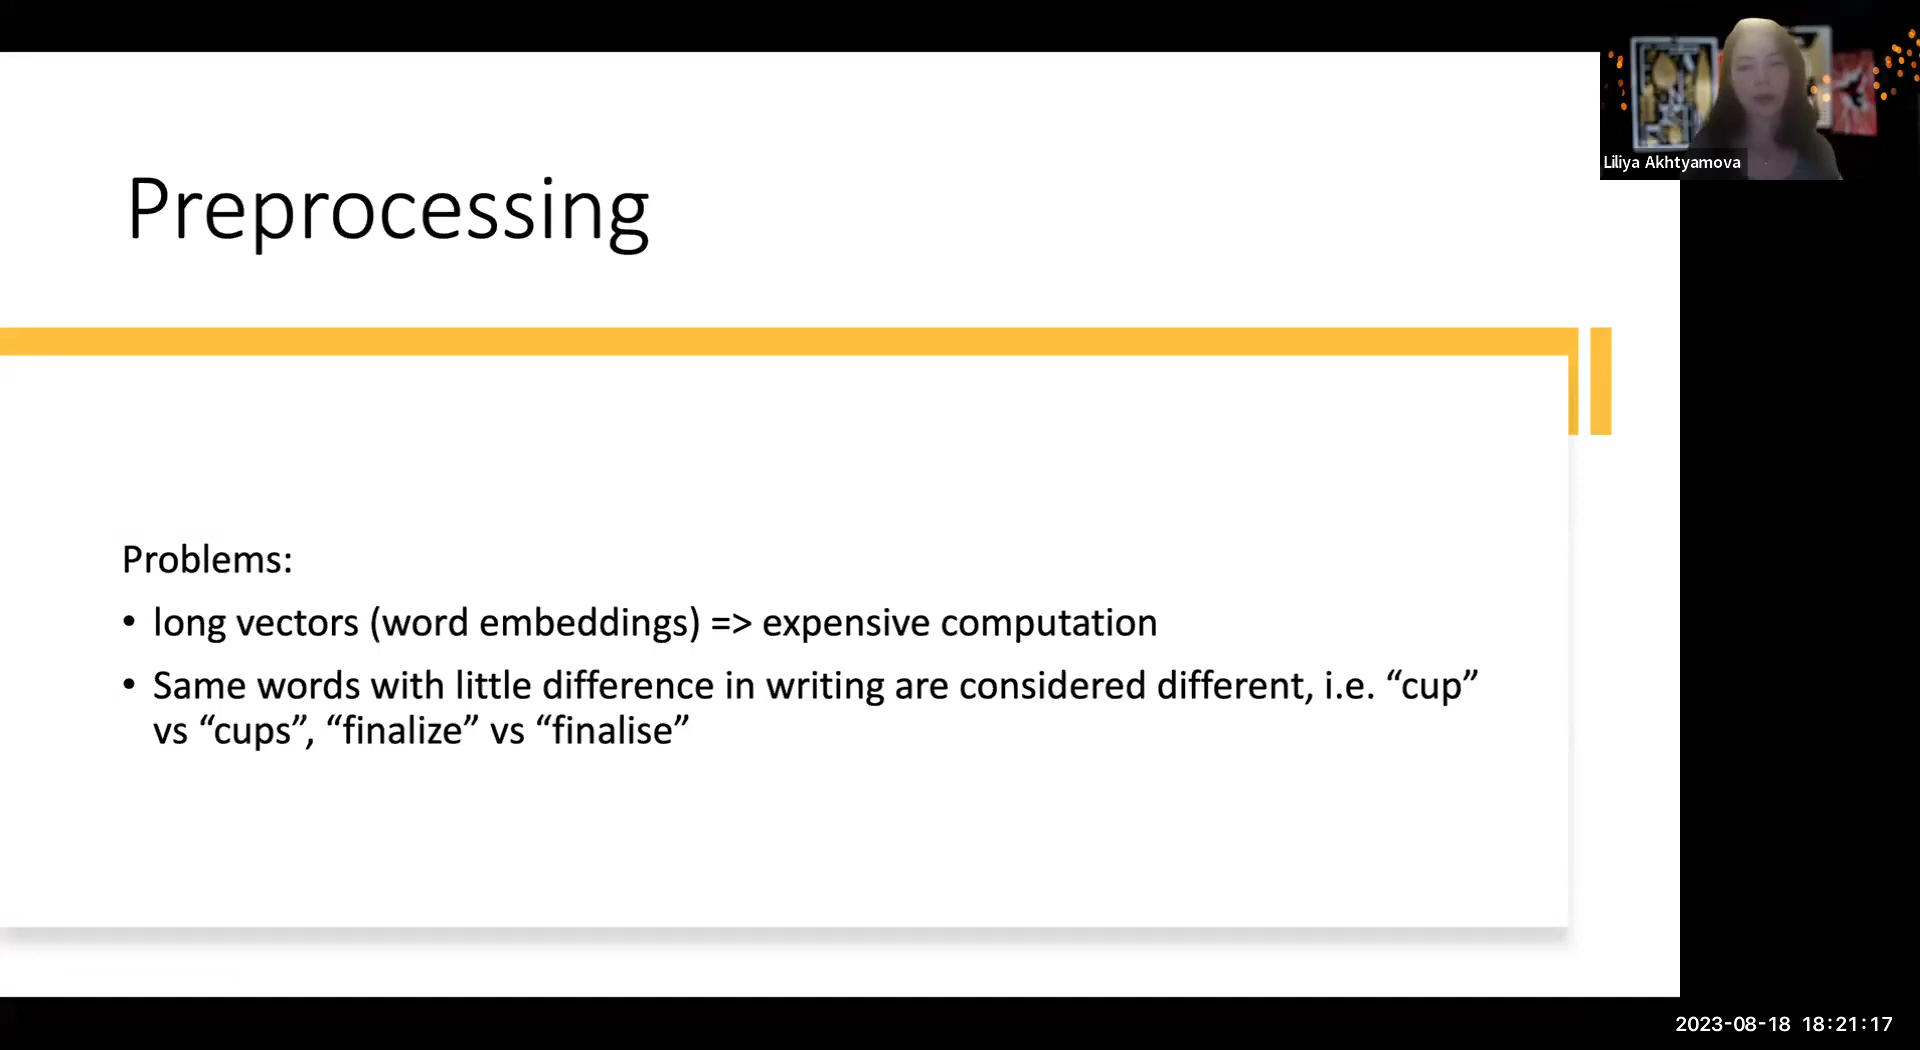 Liliya Akhtyamova
Preprocessing
Problems:
• long vectors (word embeddings) => expensive computation
• Same words with little difference in writing are considered different, i.e. “cup”
vs “cups”, “finalize” vs “finalise”
2023-08-18 18:21:17